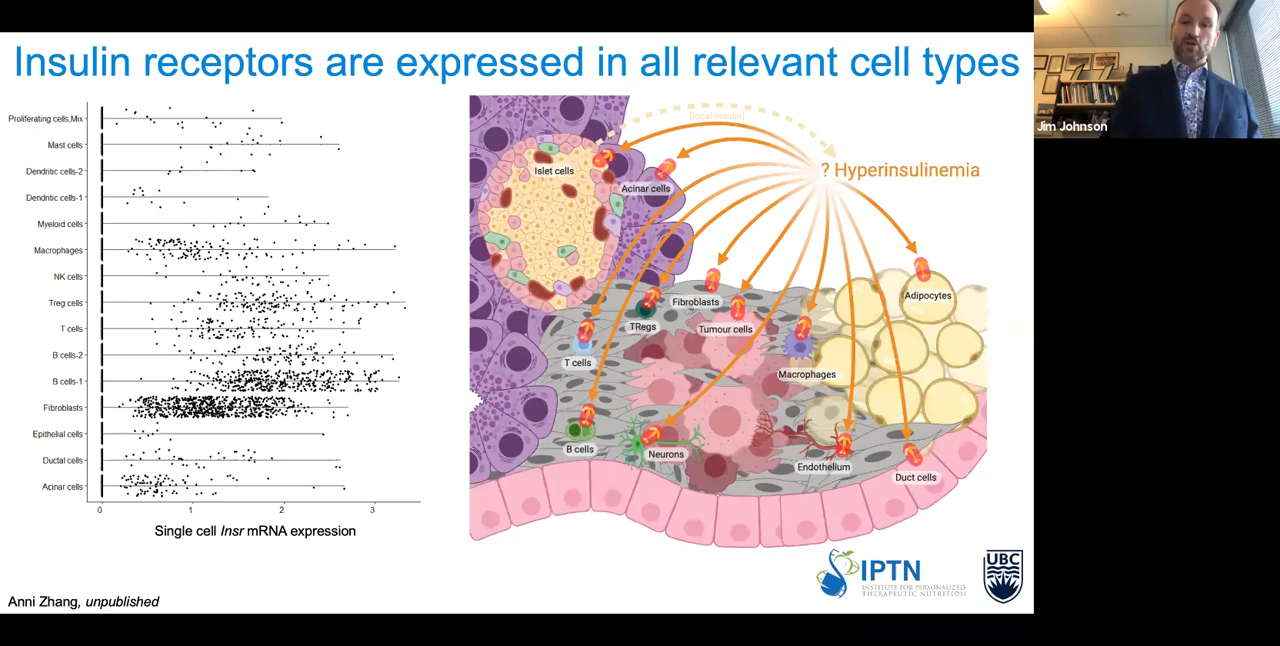 Insulin receptors are expressed in all relevant cell types
Jim Johnson
Proliferating cells,Mix
Mast cells
Dendritic cells-2
Dendritic cells-1
Myeloid cells
Macrophages
NK cells
Treg cells
T cells
B cells-2
B cells-1
Fibroblasts
Epithelial cells
Ductal cells
Acinar cells
0 1 2 3
Single cell Insr mRNA expression
[local insulin]
Islet cells
Acinar cells
? Hyperinsulinemia
Fibroblasts
Adipocytes
TRegs
Tumour cells
T cells
Macrophages
B cells
Neurons
Endothelium
Duct cells
IPTN
INSTITUTE FOR PERSONALIZED
THERAPEUTIC NUTRITION
UBC
Anni Zhang, unpublished